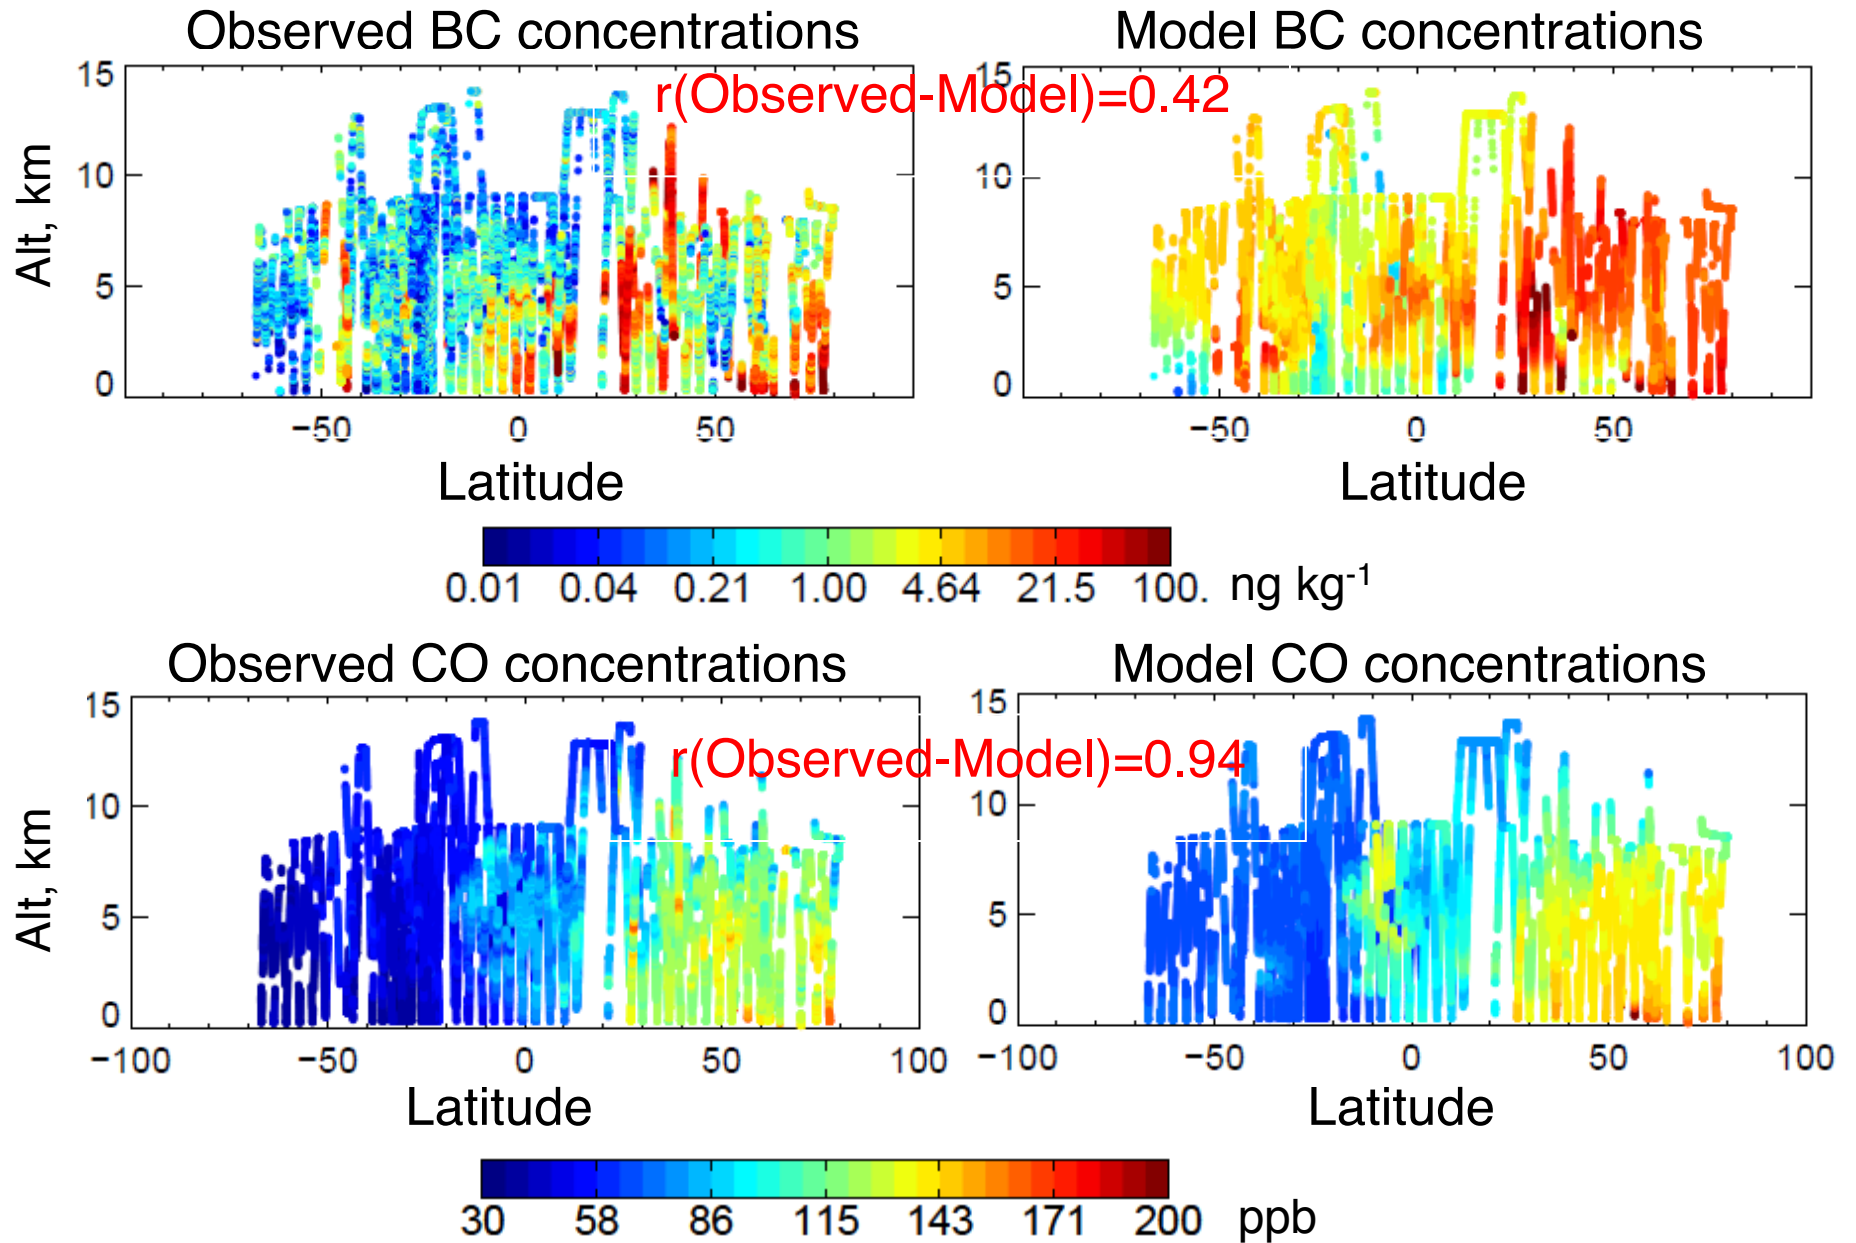 Observed BC concentrations
Model BC concentrations
r(Observed-Model)=0.42
15
10
5
0
Alt, km
−50 0 50
Latitude
15
10
5
0
−50 0 50
Latitude
0.01 0.04 0.21 1.00 4.64 21.5 100. ng kg-1
Observed CO concentrations
Model CO concentrations
r(Observed-Model)=0.94
15
10
5
0
Alt, km
−100 −50 0 50 100
Latitude
15
10
5
0
−100 −50 0 50 100
Latitude
30 58 86 115 143 171 200 ppb